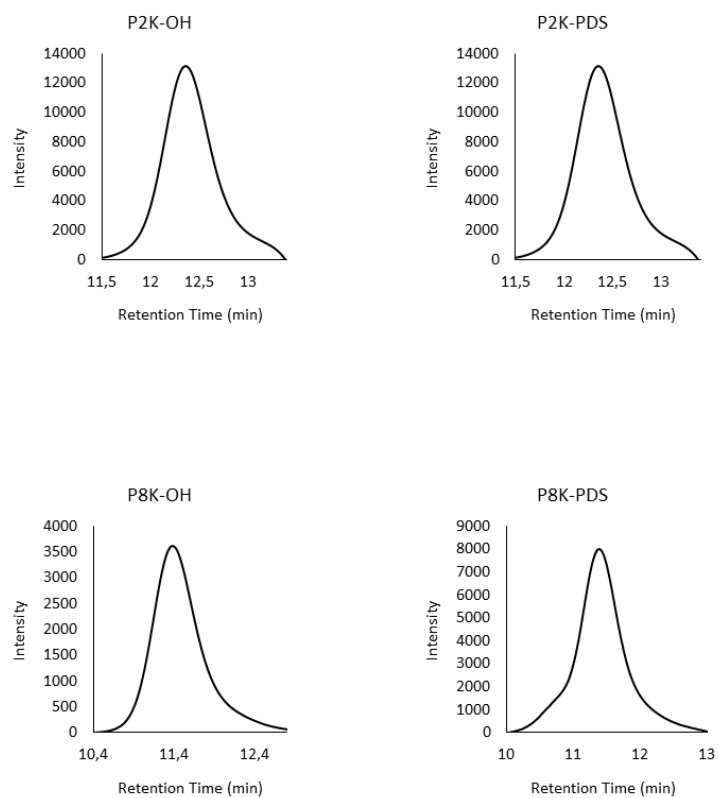 P2K-OH
14000
12000
10000
8000
6000
4000
2000
0
Intensity
11,5 12 12,5 13
Retention Time (min)
P2K-PDS
14000
12000
10000
8000
6000
4000
2000
0
Intensity
11,5 12 12,5 13
Retention Time (min)
P8K-OH
4000
3500
3000
2500
2000
1500
1000
500
0
Intensity
10,4 11,4 12,4
Retention Time (min)
P8K-PDS
9000
8000
7000
6000
5000
4000
3000
2000
1000
0
Intensity
10 11 12 13
Retention Time (min)